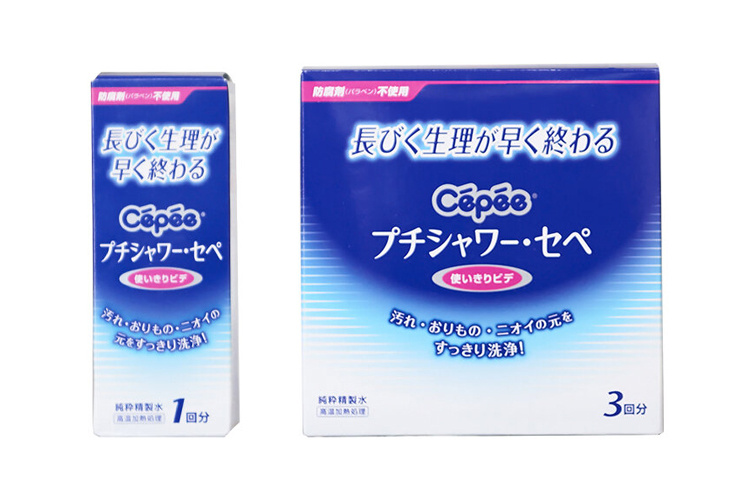 防腐剤(パラベン)不使用
長びく生理が
早く終わる
Cépée®
プチシャワー・セペ
使いきりビデ
汚れ・おりもの・ニオイの
元をすっきり洗浄!
純粋精製水
高温加熱処理
1回分
防腐剤(パラベン)不使用
長びく生理が早く終わる
Cépée®
プチシャワー・セペ
使いきりビデ
汚れ・おりもの・ニオイの元を
すっきり洗浄!
純粋精製水
高温加熱処理
3回分